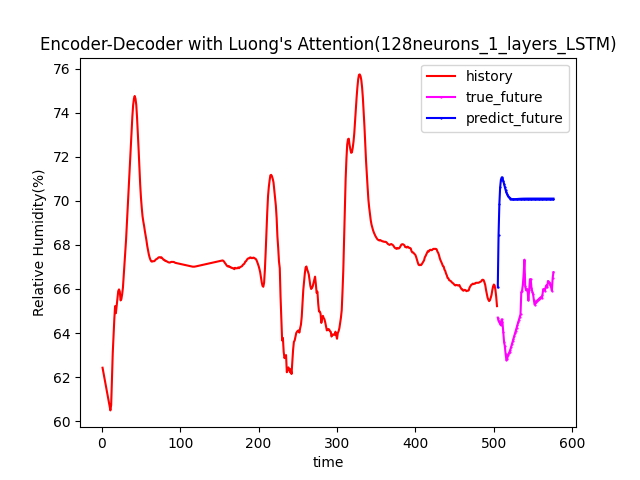 Encoder-Decoder with Luong's Attention(128neurons_1_layers_LSTM)
history
true_future
predict_future
Relative Humidity(%)
76
74
72
70
68
66
64
62
60
0 100 200 300 400 500 600
time